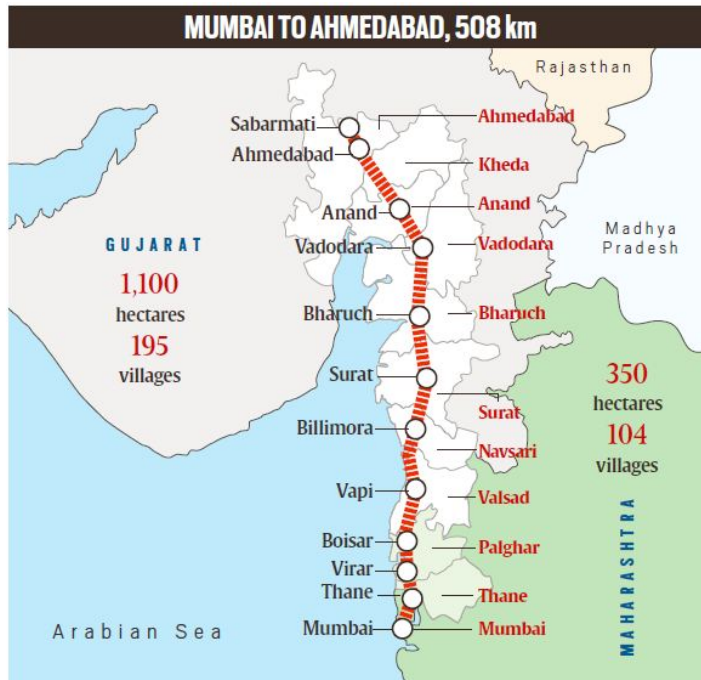 MUMBAI TO AHMEDABAD, 508 km
Rajasthan
Sabarmati
Ahmedabad
Ahmedabad
Kheda
Anand
Anand
Madhya
Pradesh
GUJARAT
Vadodara
Vadodara
1,100
hectares
195
villages
Bharuch
Bharuch
Surat
Surat
350
hectares
104
villages
Billimora
Navsari
Vapi
Valsad
Boisar
Palghar
Virar
Thane
Thane
Mumbai
Mumbai
Arabian Sea
MAHARASHTRA